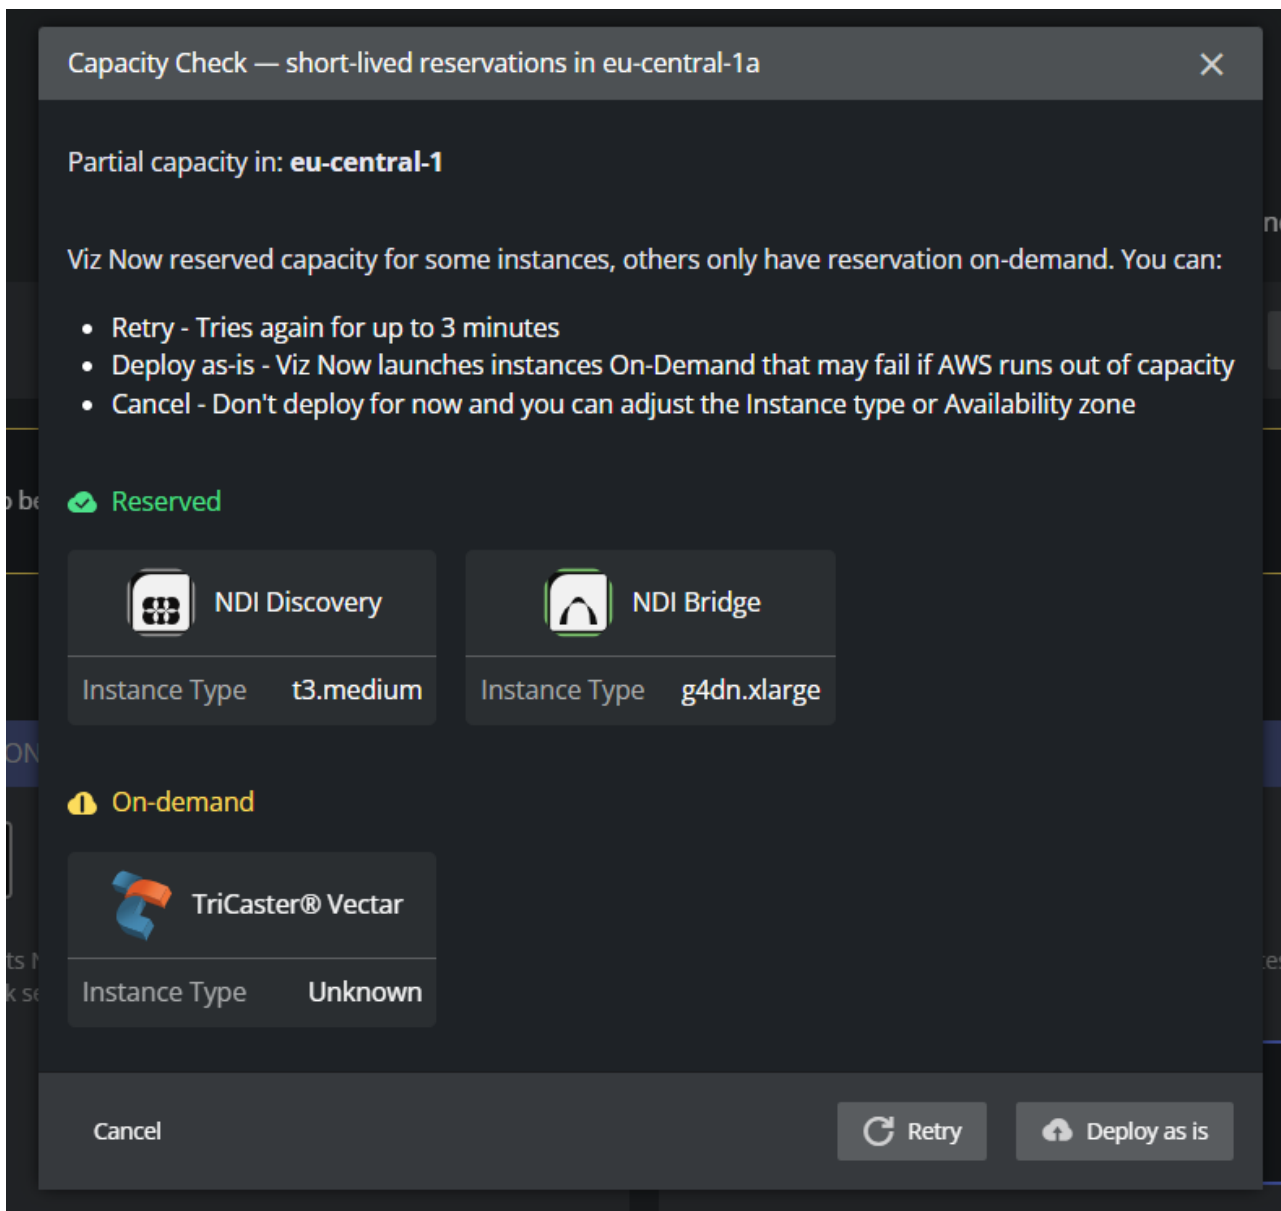 Capacity Check — short-lived reservations in eu-central-1a
Partial capacity in: eu-central-1
Viz Now reserved capacity for some instances, others only have reservation on-demand. You can:
• Retry - Tries again for up to 3 minutes
• Deploy as-is - Viz Now launches instances On-Demand that may fail if AWS runs out of capacity
• Cancel - Don't deploy for now and you can adjust the Instance type or Availability zone
Reserved
NDI Discovery
Instance Type t3.medium
NDI Bridge
Instance Type g4dn.xlarge
On-demand
TriCaster® Vectar
Instance Type Unknown
Cancel
Retry
Deploy as is